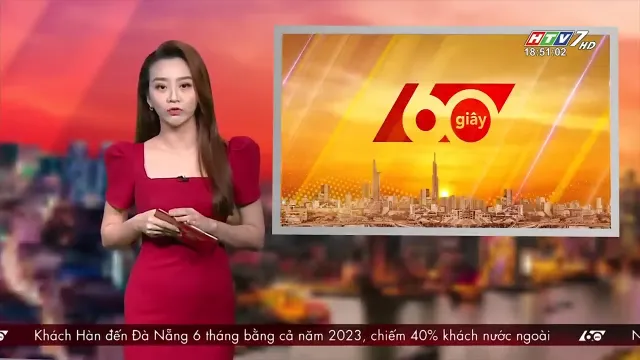 HTV7 HD
18:51:02
60 giây
Khách Hàn đến Đà Nẵng 6 tháng bằng cả năm 2023, chiếm 40% khách nước ngoài
60
N